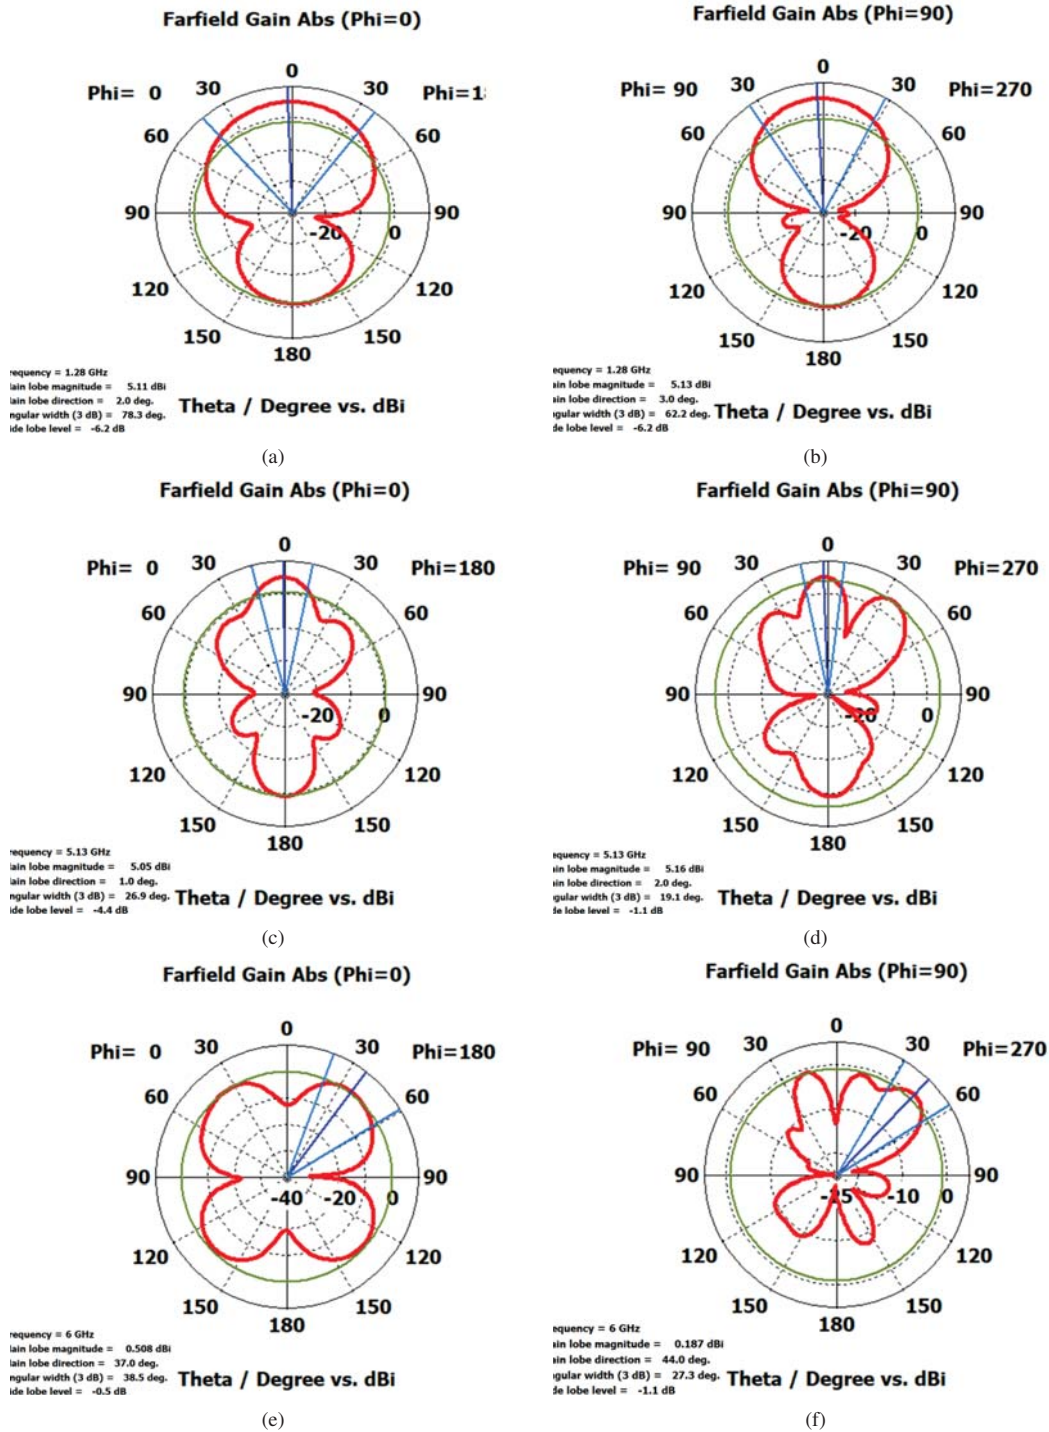 Farfield Gain Abs (Phi=0)
0
Phi= 0 30 30 Phi=1
60 60
90 90
-20 0
120 120
150 150
180
requency = 1.28 GHz
lain lobe magnitude = 5.11 dBi
lain lobe direction = 2.0 deg.
ngular width (3 dB) = 78.3 deg.
ide lobe level = -6.2 dB
Theta / Degree vs. dBi
(a)
Farfield Gain Abs (Phi=90)
0
Phi= 90 30 30 Phi=270
60 60
90 90
-20 0
120 120
150 150
180
equency = 1.28 GHz
ain lobe magnitude = 5.13 dBi
ain lobe direction = 3.0 deg.
ngular width (3 dB) = 62.2 deg.
de lobe level = -6.2 dB
Theta / Degree vs. dBi
(b)
Farfield Gain Abs (Phi=0)
0
Phi= 0 30 30 Phi=180
60 60
90 90
-20 0
120 120
150 150
180
requency = 5.13 GHz
lain lobe magnitude = 5.05 dBi
lain lobe direction = 1.0 deg.
ngular width (3 dB) = 26.9 deg.
ide lobe level = -4.4 dB
Theta / Degree vs. dBi
(c)
Farfield Gain Abs (Phi=90)
0
Phi= 90 30 30 Phi=270
60 60
90 90
-20 0
120 120
150 150
180
equency = 5.13 GHz
ain lobe magnitude = 5.16 dBi
ain lobe direction = 2.0 deg.
ngular width (3 dB) = 19.1 deg.
de lobe level = -1.1 dB
Theta / Degree vs. dBi
(d)
Farfield Gain Abs (Phi=0)
0
Phi= 0 30 30 Phi=180
60 60
90 90
-40 -20 0
120 120
150 150
180
requency = 6 GHz
lain lobe magnitude = 0.508 dBi
lain lobe direction = 37.0 deg.
ngular width (3 dB) = 38.5 deg.
ide lobe level = -0.5 dB
Theta / Degree vs. dBi
(e)
Farfield Gain Abs (Phi=90)
0
Phi= 90 30 30 Phi=270
60 60
90 90
-25 -10 0
120 120
150 150
180
equency = 6 GHz
ain lobe magnitude = 0.187 dBi
ain lobe direction = 44.0 deg.
ngular width (3 dB) = 27.3 deg.
de lobe level = -1.1 dB
Theta / Degree vs. dBi
(f)